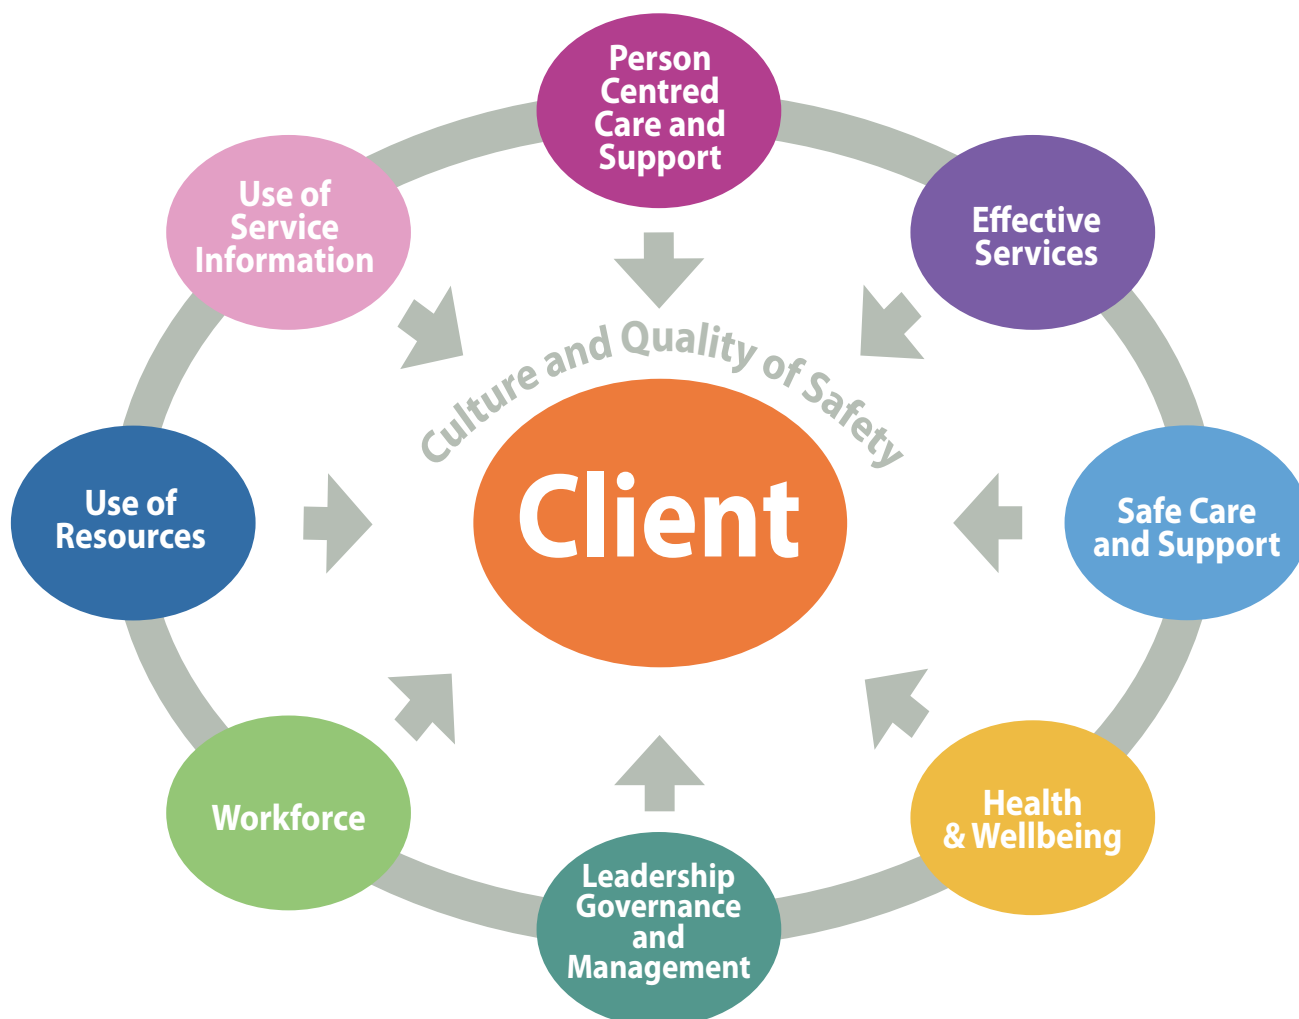 Person
Centred
Care and
Support
Effective
Services
Safe Care
and Support
Health
& Wellbeing
Leadership
Governance
and
Management
Workforce
Use of
Resources
Use of
Service
Information
Culture and Quality of Safety
Client